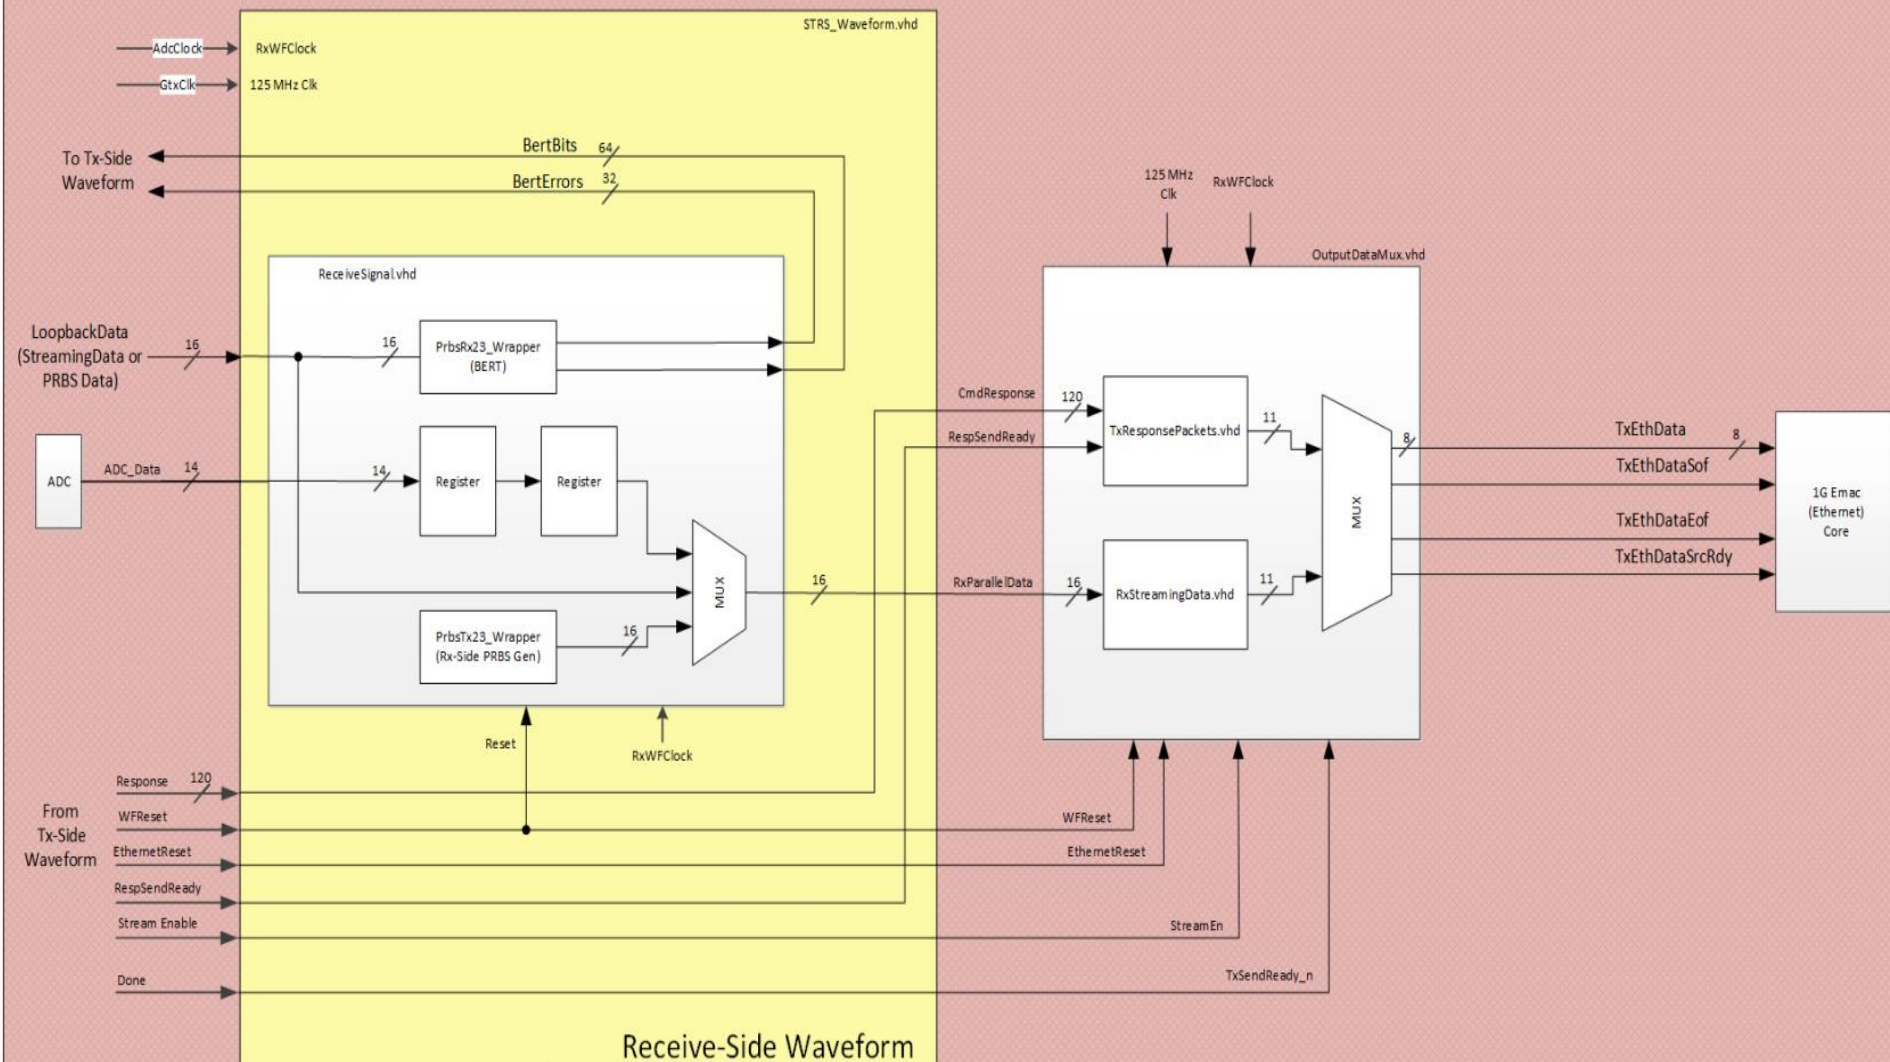 STRS_Waveform.vhd
AdcClock
RxWFClock
GtxClk
125 MHz Clk
BertBits
64
To Tx-Side
Waveform
BertErrors
32
125 MHz
Clk
RxWFClock
OutputDataMux.vhd
ReceiveSignal.vhd
LoopbackData
(StreamingData or
PRBS Data)
16
16
PrbsRx23_Wrapper
(BERT)
CmdResponse
120
RespSendReady
TxResponsePackets.vhd
11
8
TxEthData
8
TxEthDataSof
TxEthDataEof
TxEthDataSrcRdy
1G Emac
(Ethernet)
Core
MUX
ADC
ADC_Data
14
14
Register
Register
MUX
16
RxParallelData
16
RxStreamingData.vhd
11
PrbsTx23_Wrapper
(Rx-Side PRBS Gen)
16
Reset
RxWFClock
From
Tx-Side
Waveform
Response
120
WFReset
WFReset
EthernetReset
EthernetReset
RespSendReady
Stream Enable
StreamEn
Done
TxSendReady_n
Receive-Side Waveform